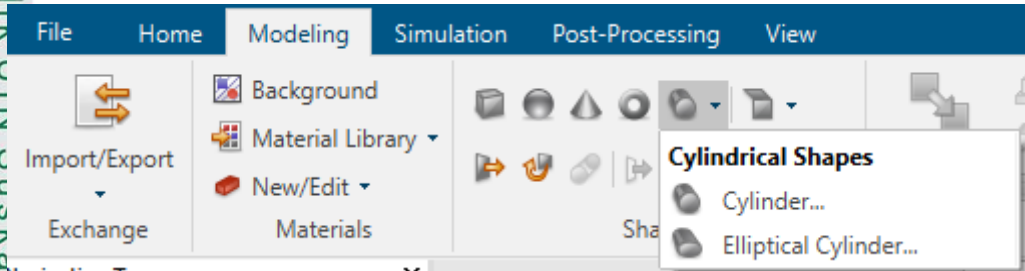 File Home Modeling Simulation Post-Processing View
Background
Material Library
New/Edit
Import/Export
Exchange
Materials
Cylindrical Shapes
Cylinder...
Elliptical Cylinder...